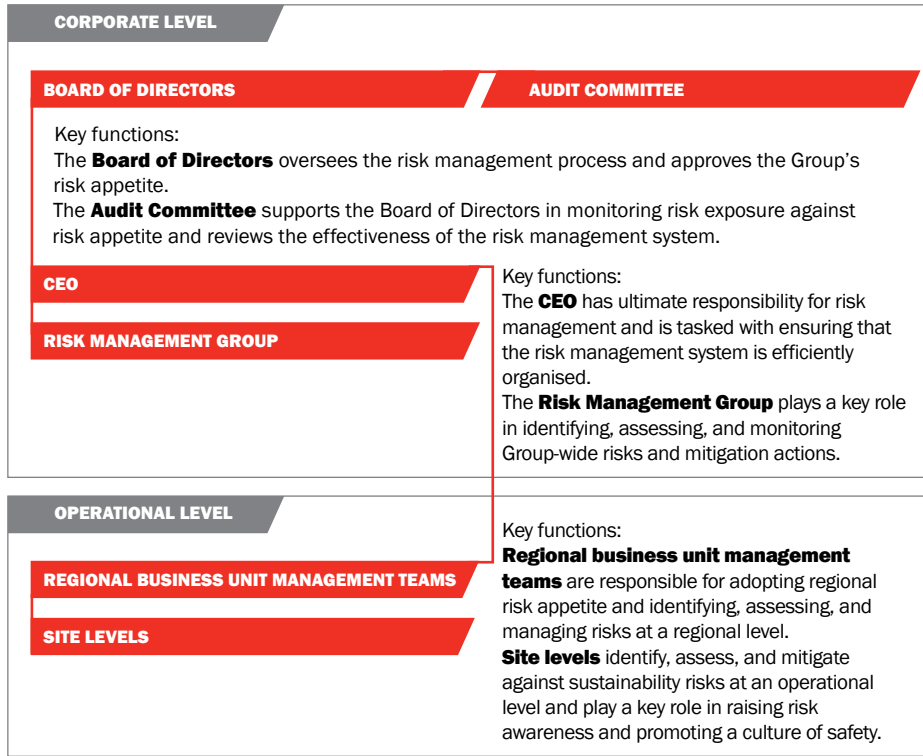 CORPORATE LEVEL
BOARD OF DIRECTORS
AUDIT COMMITTEE
Key functions:
The Board of Directors oversees the risk management process and approves the Group's
risk appetite.
The Audit Committee supports the Board of Directors in monitoring risk exposure against
risk appetite and reviews the effectiveness of the risk management system.
CEO
RISK MANAGEMENT GROUP
Key functions:
The CEO has ultimate responsibility for risk
management and is tasked with ensuring that
the risk management system is efficiently
organised.
The Risk Management Group plays a key role
in identifying, assessing, and monitoring
Group-wide risks and mitigation actions.
OPERATIONAL LEVEL
REGIONAL BUSINESS UNIT MANAGEMENT TEAMS
SITE LEVELS
Key functions:
Regional business unit management
teams are responsible for adopting regional
risk appetite and identifying, assessing, and
managing risks at a regional level.
Site levels identify, assess, and mitigate
against sustainability risks at an operational
level and play a key role in raising risk
awareness and promoting a culture of safety.